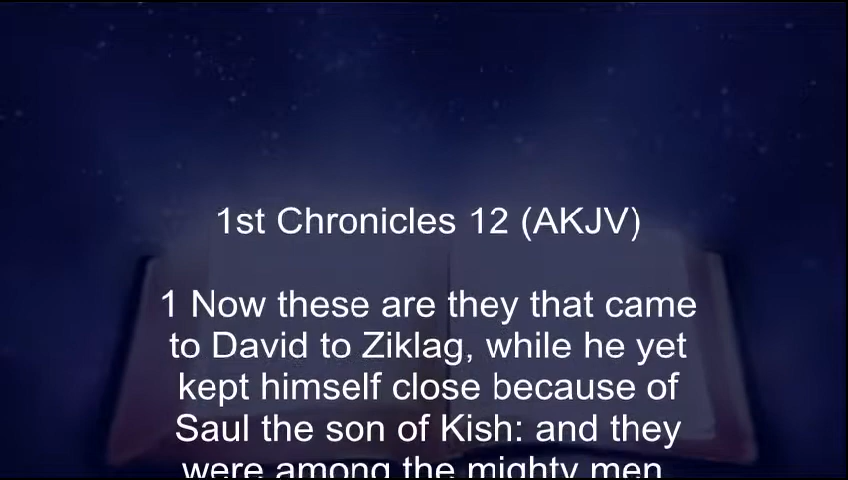 1st Chronicles 12 (AKJV)
1 Now these are they that came
to David to Ziklag, while he yet
kept himself close because of
Saul the son of Kish: and they
were among the mighty men